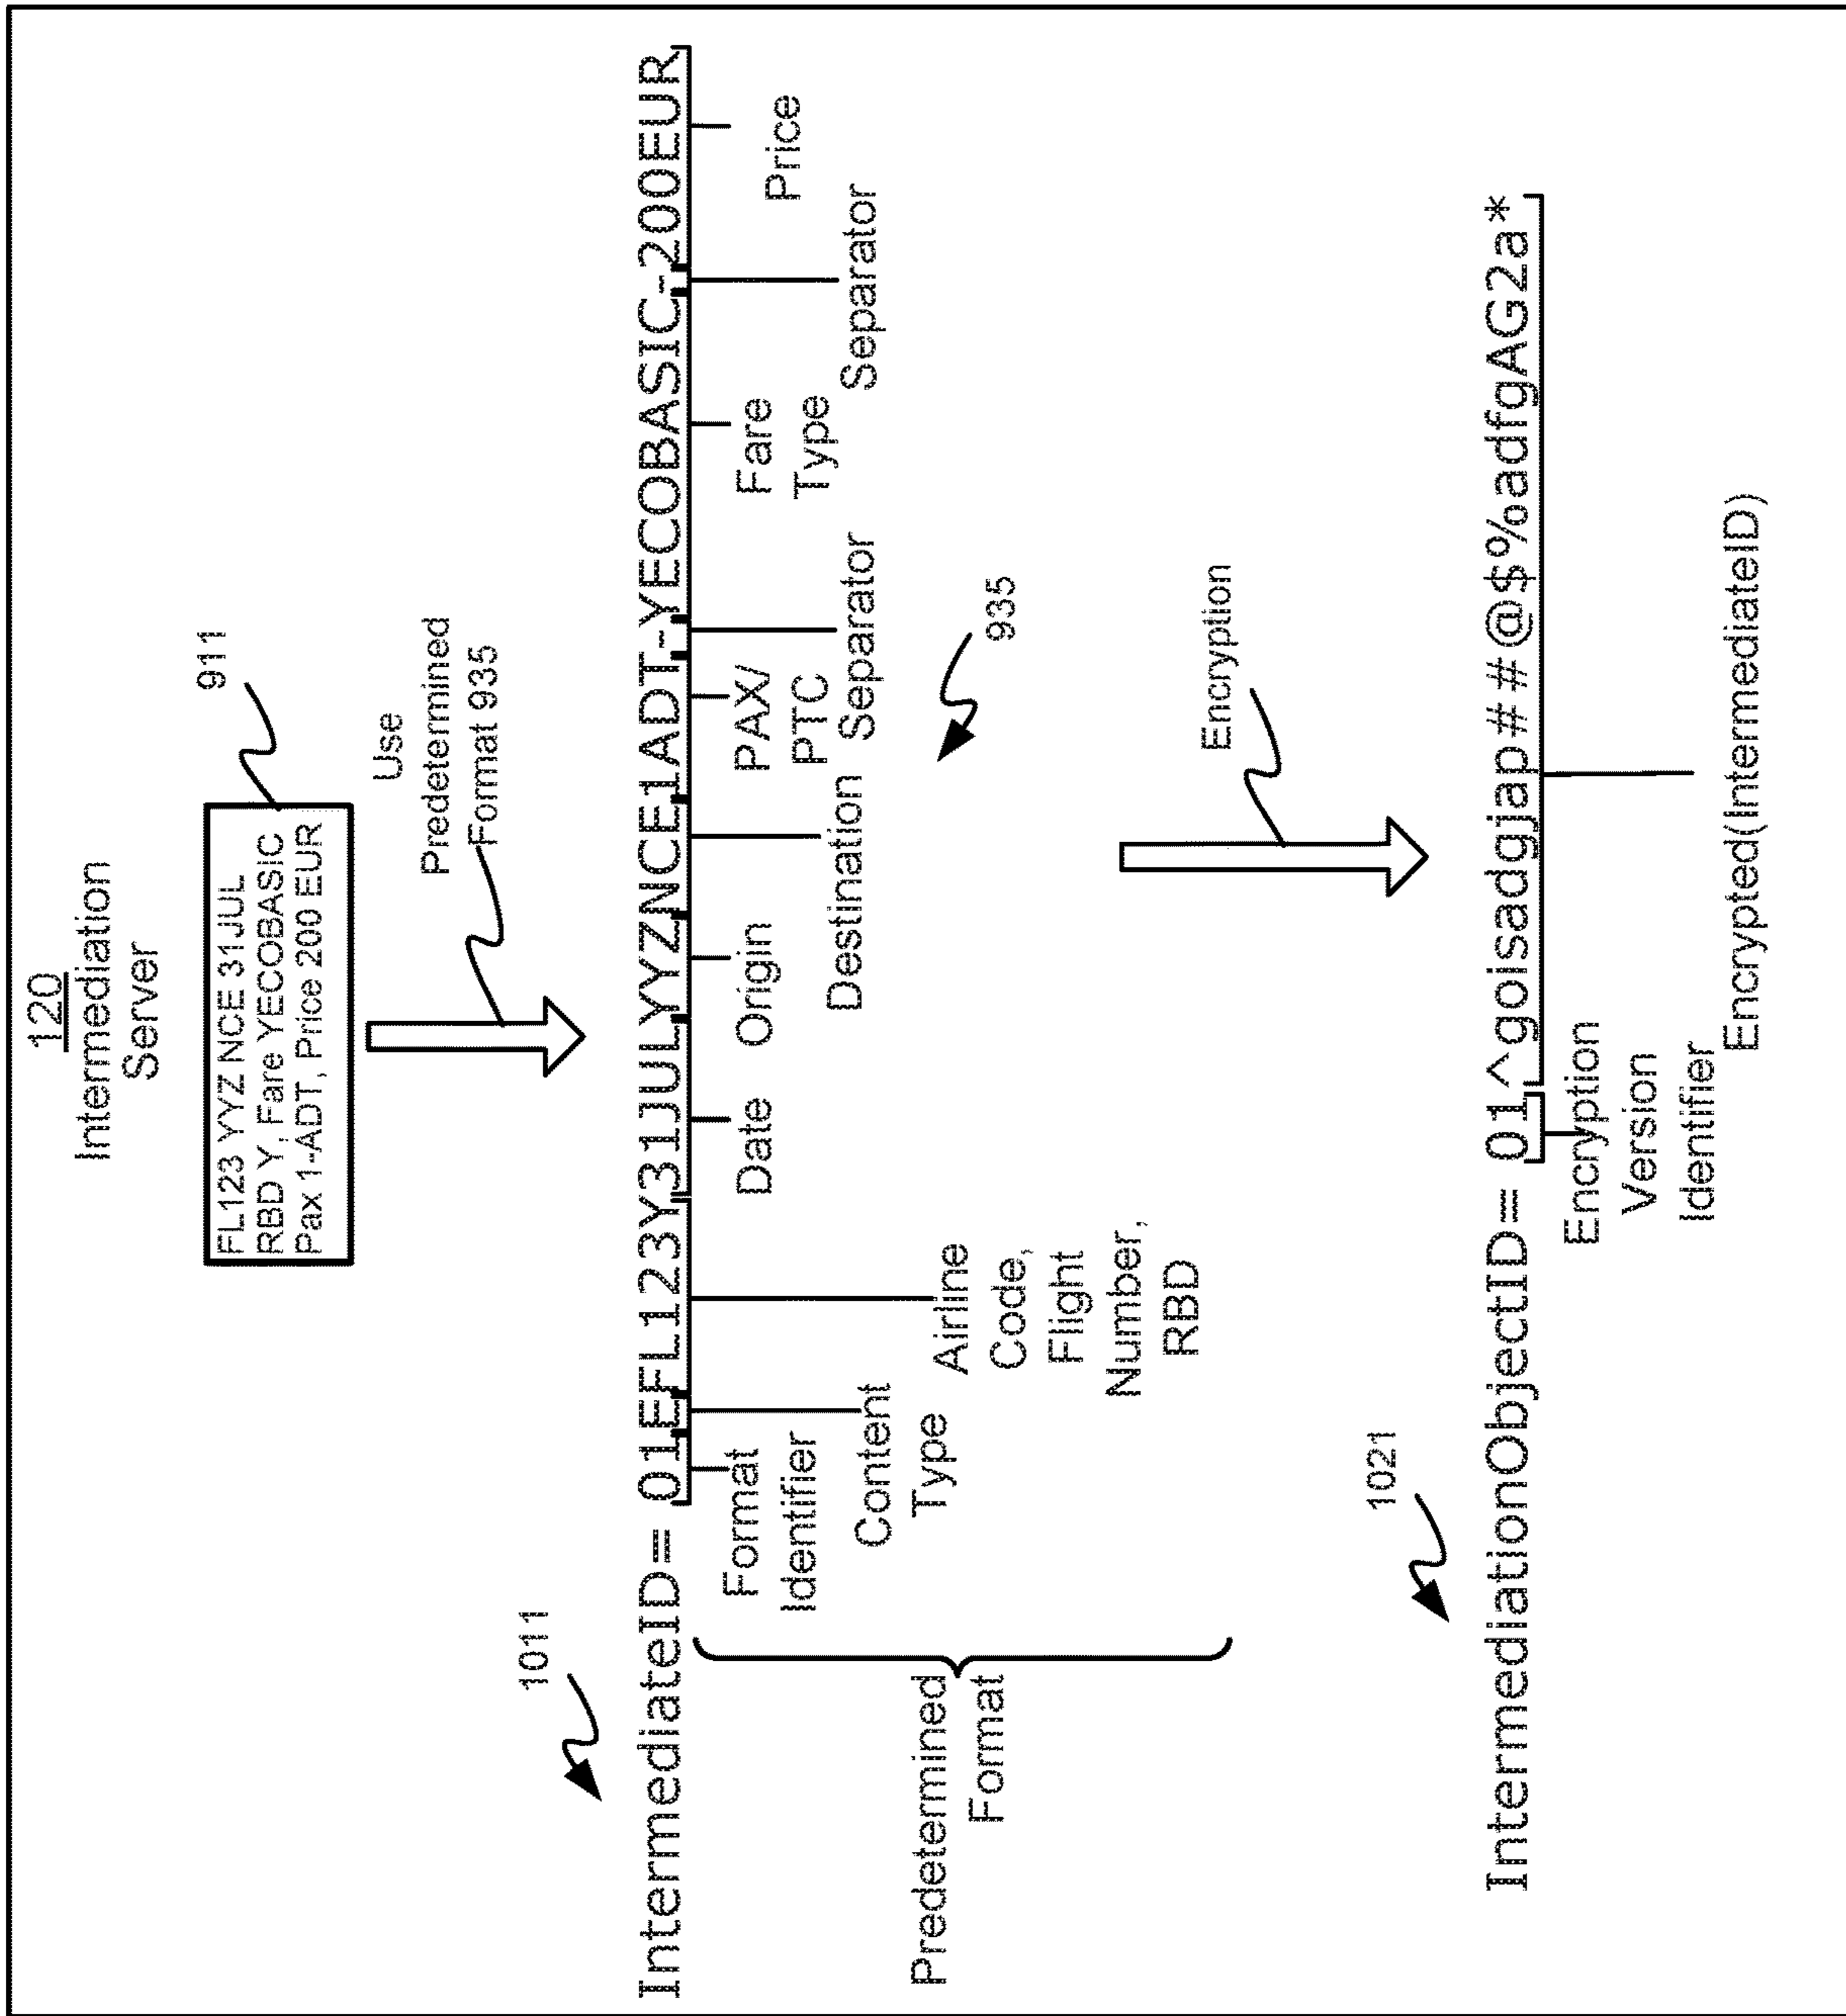 120
Intermediation
Server
FL123 YYZ NCE 31JUL
RBD Y, Fare YECOBASIC
Pax 1-ADT, Price 200 EUR
911
Use
Predetermined
Format 935
1011
IntermediateID= 01EFL123Y31JULYYZNCE1ADT-YECOBASIC-200EUR
Format
Identifier
Content
Type
Airline
Code,
Flight
Number,
RBD
Date
Origin
Destination
PAX/
PTC
Separator
Fare
Type
Separator
Price
Predetermined
Format
935
Encryption
1021
IntermediationObjectID= 01^goisadgjap##@$%adfgAG2a*
Encryption
Version
Identifier
Encrypted(IntermediateID)